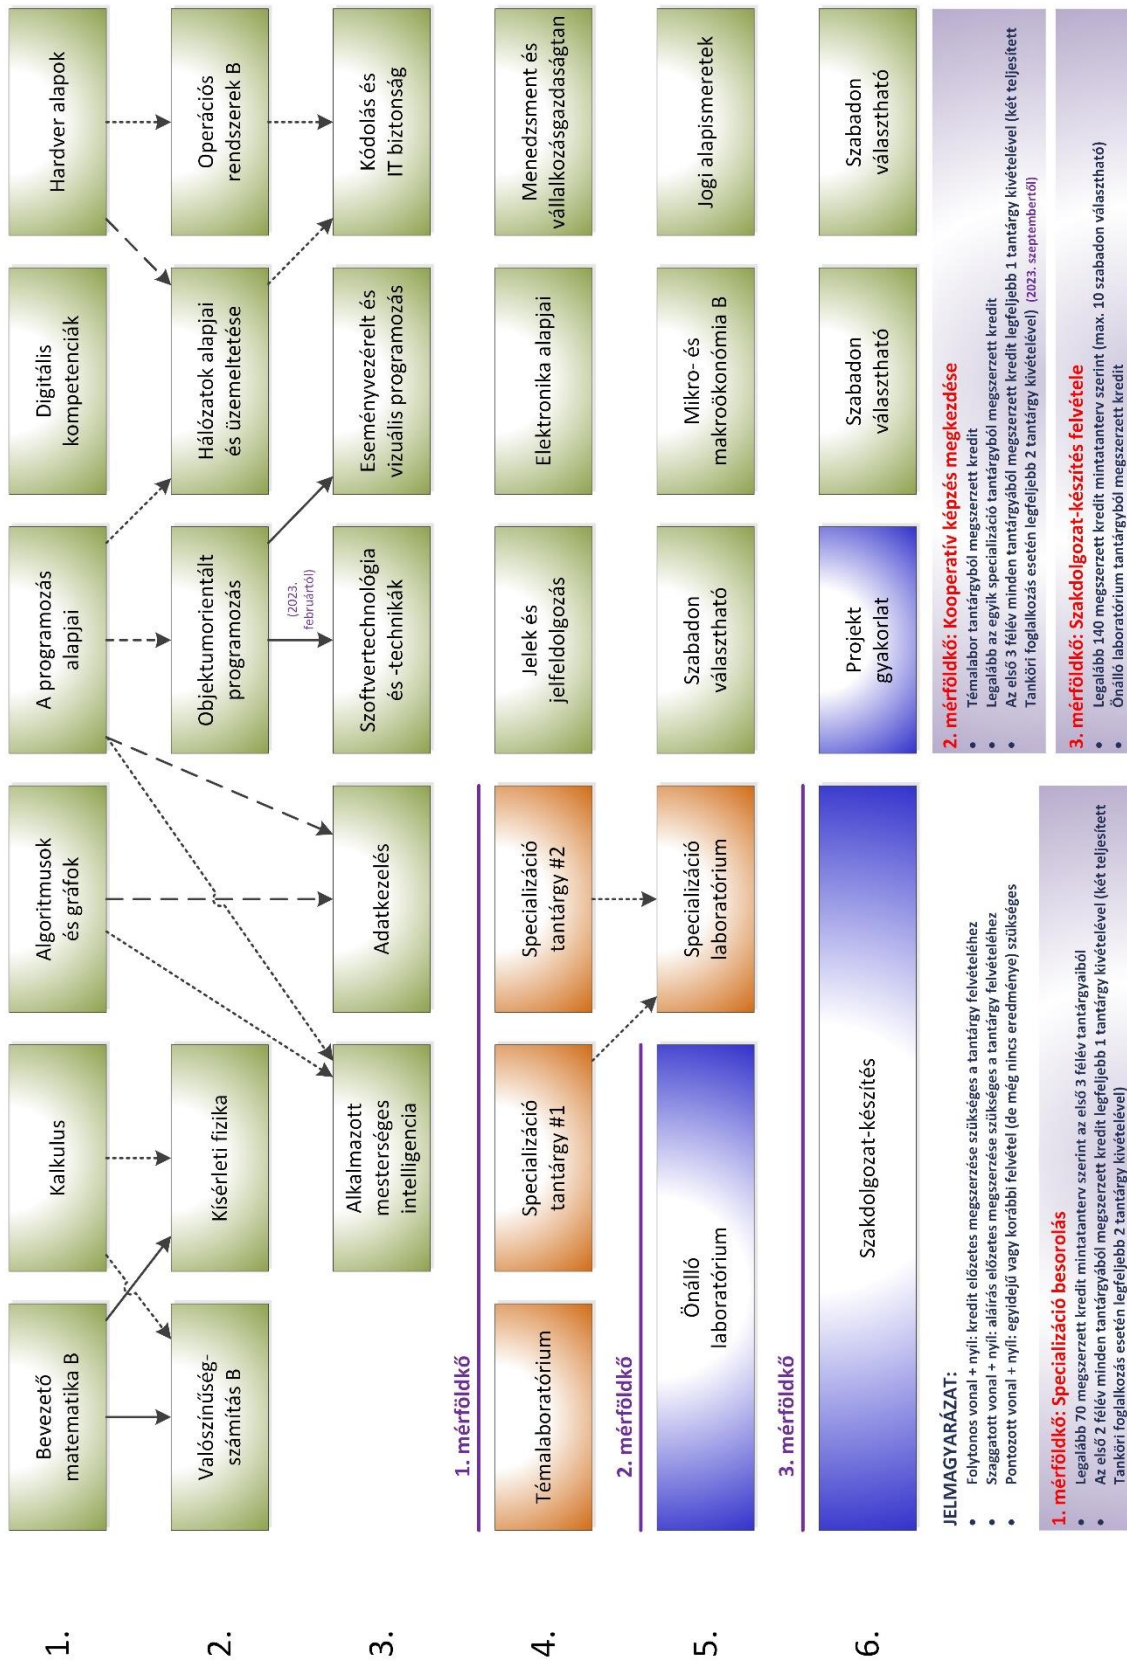 1.
Bevezető
matematika B
Kalkulus
Algoritmusok
és gráfok
A programozás
alapjai
Digitális
kompetenciák
Hardver alapok
2.
Valószínűség-
számítás B
Kísérleti fizika
Objektumorientált
programozás
Hálózatok alapjai
és üzemeltetése
Operációs
rendszerek B
(2023.
februártól)
3.
Alkalmazott
mesterséges
intelligencia
Adatkezelés
Szoftvertechnológia
és -technikák
Eseményvezérelt és
vizuális programozás
Kódolás és
IT biztonság
1. mérföldkő
4.
Témalaboratórium
Specializáció
tantárgy #1
Specializáció
tantárgy #2
Jelek és
jelfeldolgozás
Elektronika alapjai
Menedzsment és
vállalkozásgazdaságtan
2. mérföldkő
5.
Önálló
laboratórium
Specializáció
laboratórium
Szabadon
választható
Mikro- és
makroökonómia B
Jogi alapismeretek
3. mérföldkő
6.
Szakdolgozat-készítés
Projekt
gyakorlat
Szabadon
választható
Szabadon
választható
JELMAGYARÁZAT:
• Folytonos vonal + nyíl: kredit előzetes megszerzése szükséges a tantárgy felvételéhez
• Szaggatott vonal + nyíl: aláírás előzetes megszerzése szükséges a tantárgy felvételéhez
• Pontozott vonal + nyíl: egyidejű vagy korábbi felvétel (de még nincs eredménye) szükséges
1. mérföldkő: Specializáció besorolás
• Legalább 70 megszerzett kredit mintatanterv szerint az első 3 félév tantárgyaiból
• Az első 2 félév minden tantárgyából megszerzett kredit legfeljebb 1 tantárgy kivételével (két teljesített
Tanköri foglalkozás esetén legfeljebb 2 tantárgy kivételével)
2. mérföldkő: Kooperatív képzés megkezdése
• Témalabor tantárgyból megszerzett kredit
• Legalább az egyik specializáció tantárgyból megszerzett kredit
• Az első 3 félév minden tantárgyából megszerzett kredit legfeljebb 1 tantárgy kivételével (két teljesített
Tanköri foglalkozás esetén legfeljebb 2 tantárgy kivételével) (2023. szeptembertől)
3. mérföldkő: Szakdolgozat-készítés felvétele
• Legalább 140 megszerzett kredit mintatanterv szerint (max. 10 szabadon választható)
• Önálló laboratórium tantárgyból megszerzett kredit